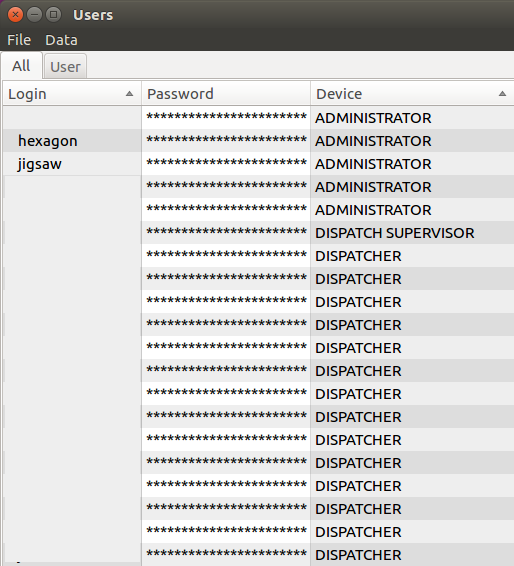 Users
File Data
All User
Login Password Device
*********************** ADMINISTRATOR
hexagon *********************** ADMINISTRATOR
jigsaw *********************** ADMINISTRATOR
*********************** ADMINISTRATOR
*********************** ADMINISTRATOR
*********************** DISPATCH SUPERVISOR
*********************** DISPATCHER
*********************** DISPATCHER
*********************** DISPATCHER
*********************** DISPATCHER
*********************** DISPATCHER
*********************** DISPATCHER
*********************** DISPATCHER
*********************** DISPATCHER
*********************** DISPATCHER
*********************** DISPATCHER
*********************** DISPATCHER
*********************** DISPATCHER
*********************** DISPATCHER
*********************** DISPATCHER